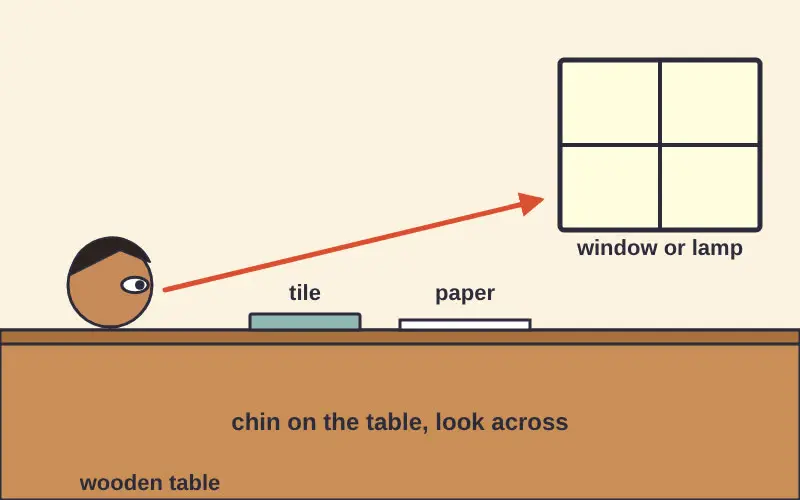 window or lamp
tile
paper
chin on the table, look across
wooden table